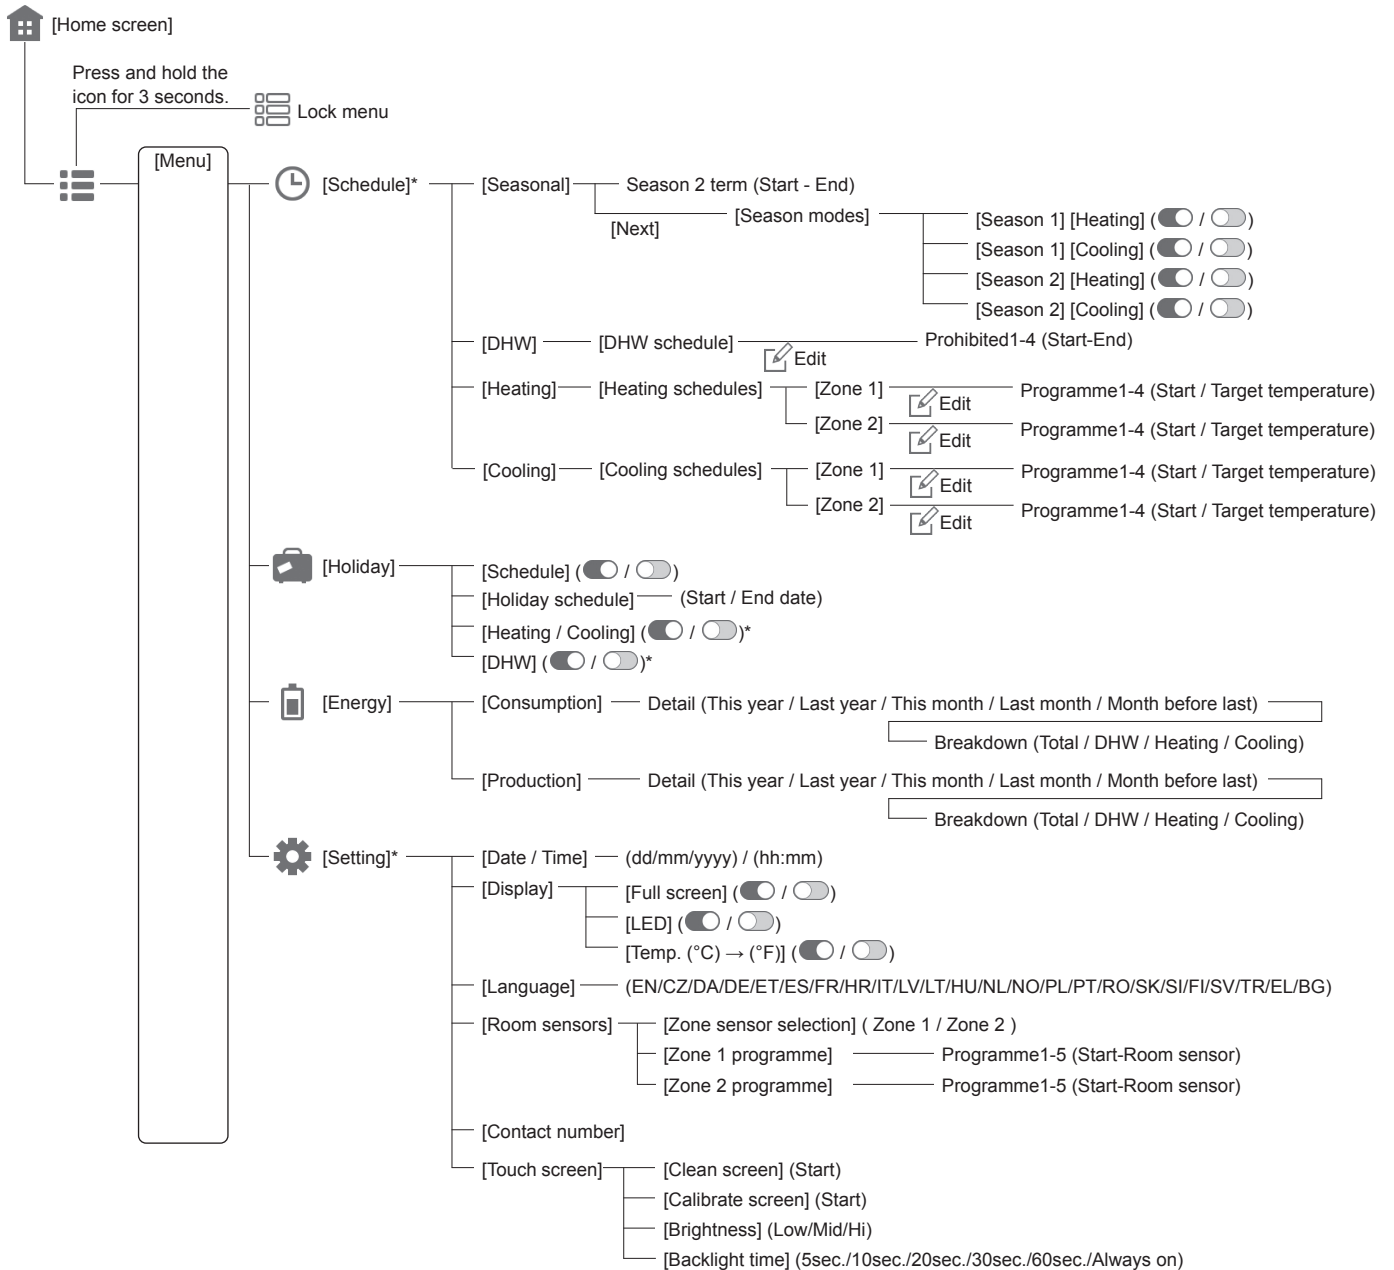 [Home screen]
Press and hold the
icon for 3 seconds.
Lock menu
[Menu]
[Schedule]*
[Seasonal]
Season 2 term (Start - End)
[Next]
[Season modes]
[Season 1] [Heating] ( / )
[Season 1] [Cooling] ( / )
[Season 2] [Heating] ( / )
[Season 2] [Cooling] ( / )
[DHW]
[DHW schedule]
Edit
Prohibited1-4 (Start-End)
[Heating]
[Heating schedules]
[Zone 1]
Edit
Programme1-4 (Start / Target temperature)
[Zone 2]
Edit
Programme1-4 (Start / Target temperature)
[Cooling]
[Cooling schedules]
[Zone 1]
Edit
Programme1-4 (Start / Target temperature)
[Zone 2]
Edit
Programme1-4 (Start / Target temperature)
[Holiday]
[Schedule] ( / )
[Holiday schedule]
(Start / End date)
[Heating / Cooling] ( / )*
[DHW] ( / )*
[Energy]
[Consumption]
Detail (This year / Last year / This month / Last month / Month before last)
Breakdown (Total / DHW / Heating / Cooling)
[Production]
Detail (This year / Last year / This month / Last month / Month before last)
Breakdown (Total / DHW / Heating / Cooling)
[Setting]*
[Date / Time]
(dd/mm/yyyy) / (hh:mm)
[Display]
[Full screen] ( / )
[LED] ( / )
[Temp. (°C) → (°F)] ( / )
[Language]
(EN/CZ/DA/DE/ET/ES/FR/HR/IT/LV/LT/HU/NL/NO/PL/PT/RO/SK/SI/FI/SV/TR/EL/BG)
[Room sensors]
[Zone sensor selection] ( Zone 1 / Zone 2 )
[Zone 1 programme]
Programme1-5 (Start-Room sensor)
[Zone 2 programme]
Programme1-5 (Start-Room sensor)
[Contact number]
[Touch screen]
[Clean screen] (Start)
[Calibrate screen] (Start)
[Brightness] (Low/Mid/Hi)
[Backlight time] (5sec./10sec./20sec./30sec./60sec./Always on)